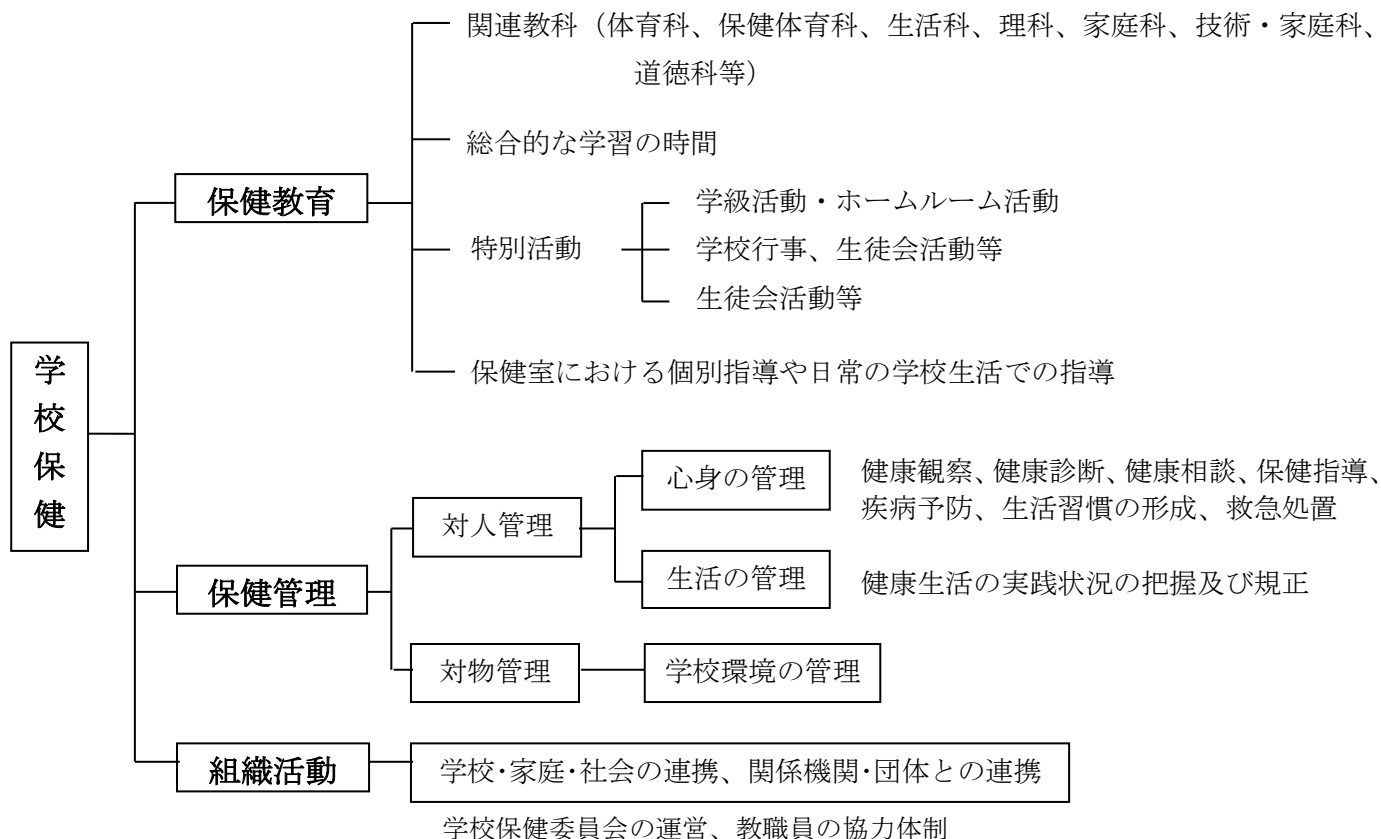 関連教科（体育科、保健体育科、生活科、理科、家庭科、技術・家庭科、
道徳科等）
総合的な学習の時間
保健教育
学級活動・ホームルーム活動
特別活動
学校行事、生徒会活動等
生徒会活動等
保健室における個別指導や日常の学校生活での指導
学校保健
心身の管理
健康観察、健康診断、健康相談、保健指導、
疾病予防、生活習慣の形成、救急処置
対人管理
保健管理
生活の管理
健康生活の実践状況の把握及び規正
対物管理
学校環境の管理
組織活動
学校・家庭・社会の連携、関係機関・団体との連携
学校保健委員会の運営、教職員の協力体制